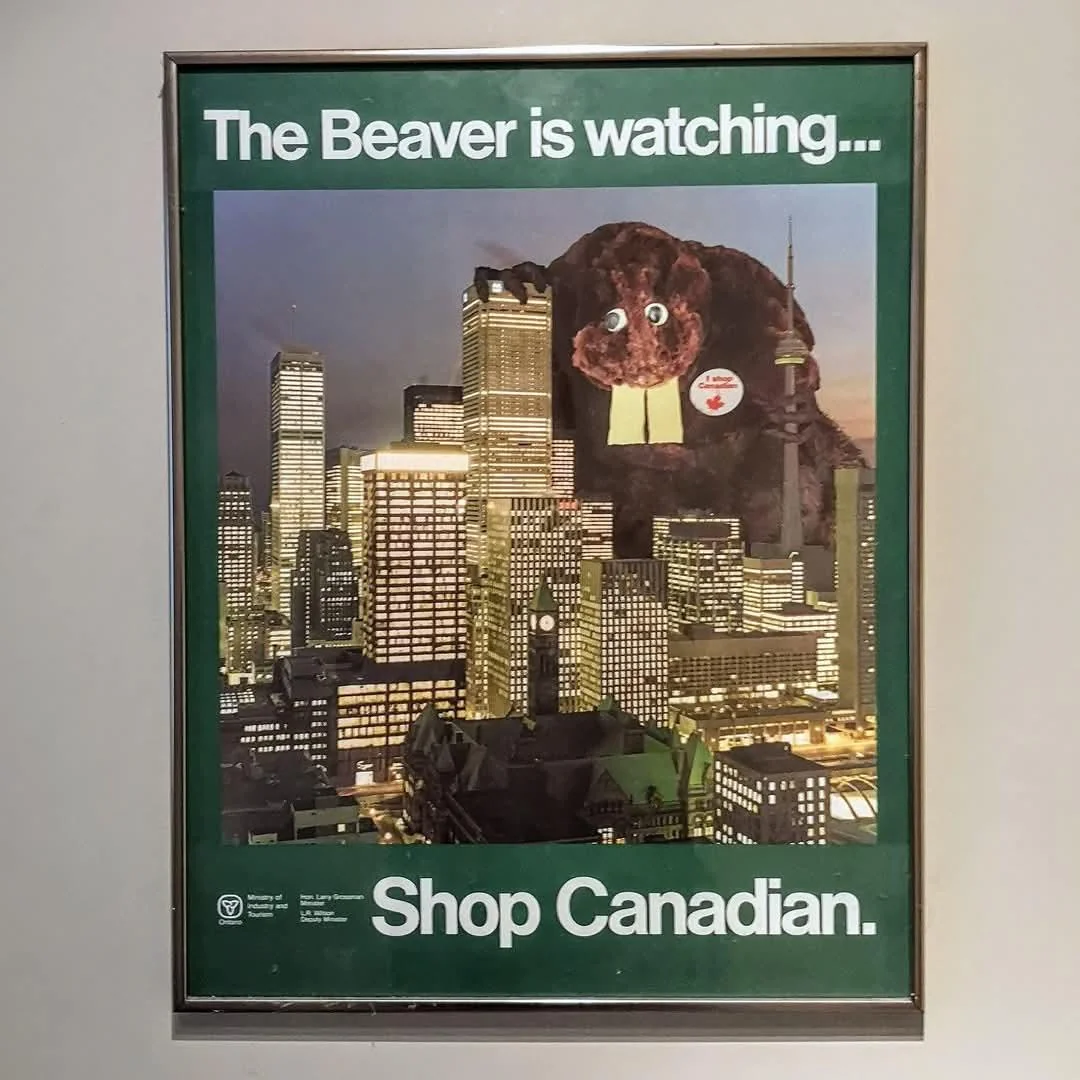 The Beaver is watching...
I shop
Canadian
Shop Canadian.
Ontario
Ministry of
Industry and
Tourism
Hon. Larry Grossman
Minister
L.R. Wilson
Deputy Minister